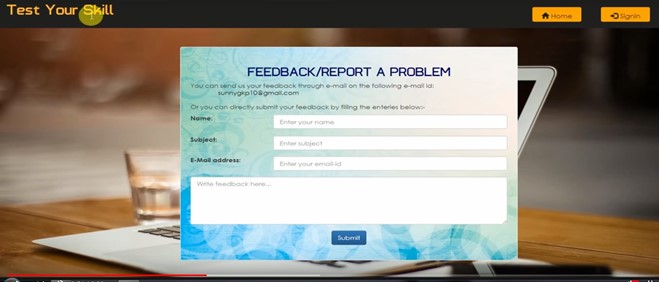 Test Your Skill
Home
SignIn
FEEDBACK/REPORT A PROBLEM
You can send us your feedback through e-mail on the following e-mail id:
sunnygkp10@gmail.com
Or you can directly submit your feedback by filling the enteries below:-
Name:
Enter your name
Subject:
Enter subject
E-Mail address:
Enter your email-id
Write feedback here...
Submit